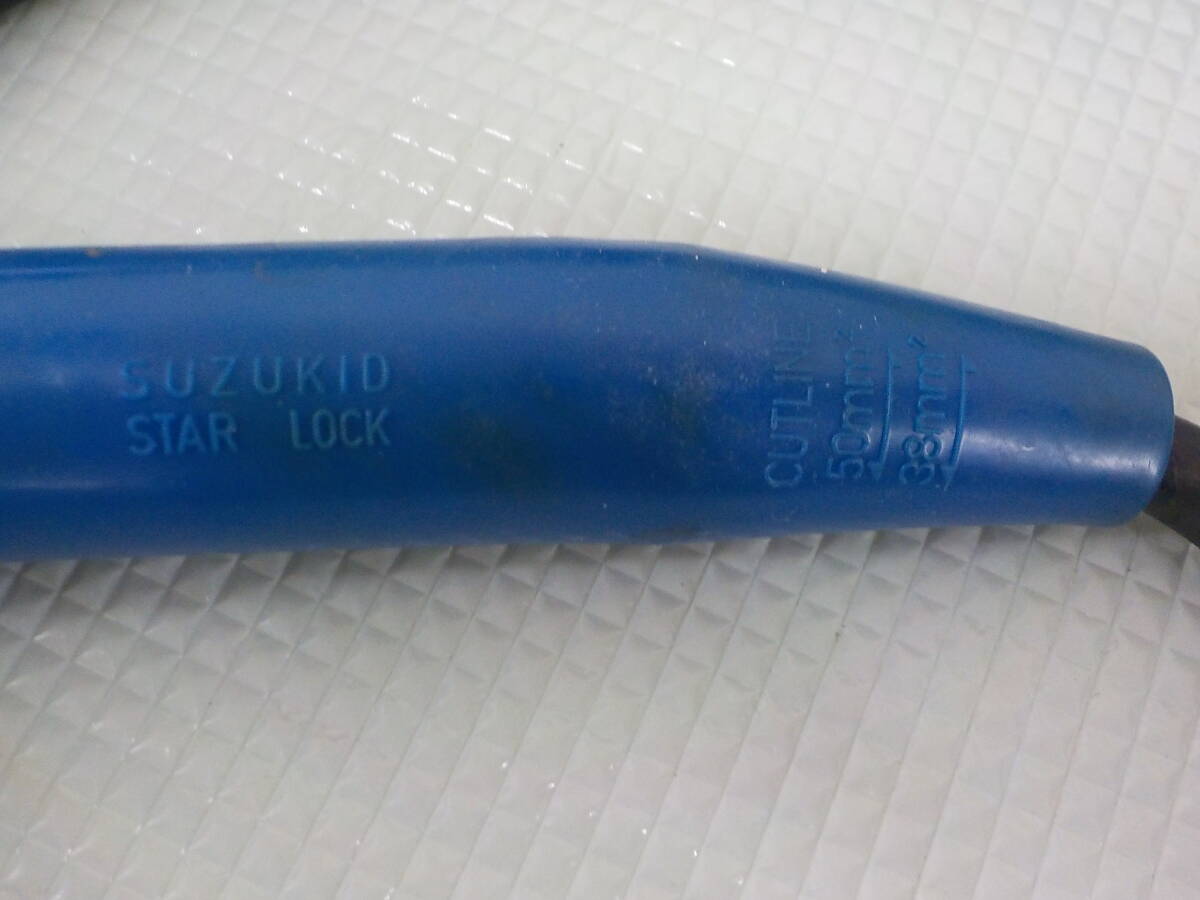 SUZUKID
STAR LOCK
CUTLINE
50mm²
38mm²